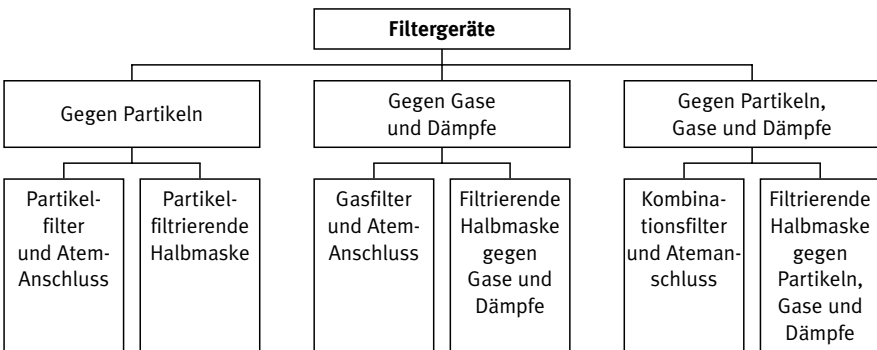 Filtergeräte
Gegen Partikeln
Gegen Gase
und Dämpfe
Gegen Partikeln,
Gase und Dämpfe
Partikel-
filter
und Atem-
Anschluss
Partikel-
filtrierende
Halbmaske
Gasfilter
und Atem-
Anschluss
Filtrierende
Halbmaske
gegen
Gase und
Dämpfe
Kombina-
tionsfilter
und Ateman-
schluss
Filtrierende
Halbmaske
gegen
Partikeln,
Gase und
Dämpfe